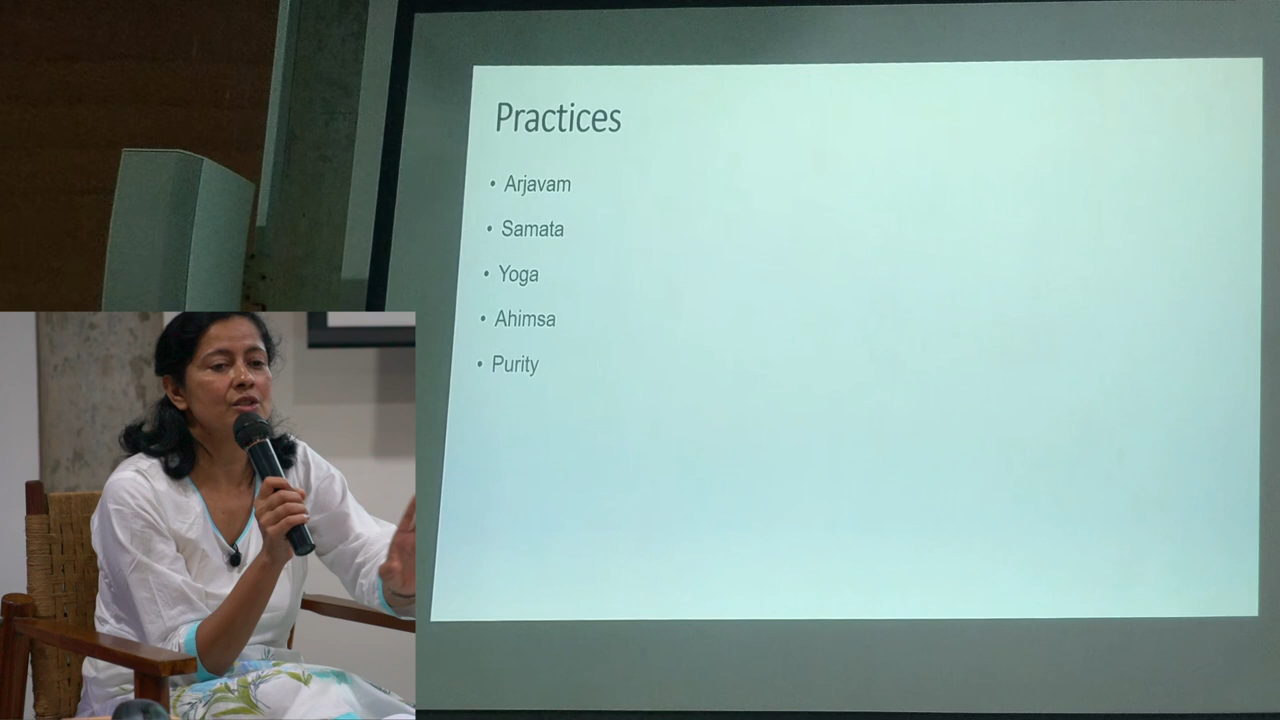 Practices
• Arjavam
• Samata
• Yoga
• Ahimsa
• Purity